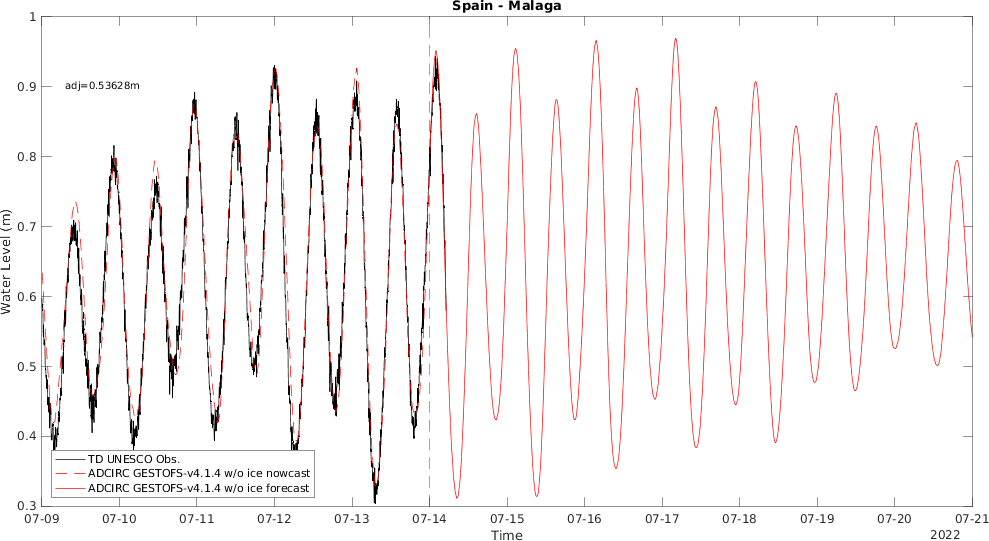 Spain - Malaga
1
0.9
adj=0.53628m
0.8
0.7
0.6
0.5
0.4
0.3
Water Level (m)
TD UNESCO Obs.
ADCIRC GESTOFS-v4.1.4 w/o ice nowcast
ADCIRC GESTOFS-v4.1.4 w/o ice forecast
07-09 07-10 07-11 07-12 07-13 07-14 07-15 07-16 07-17 07-18 07-19 07-20 07-21
Time
2022